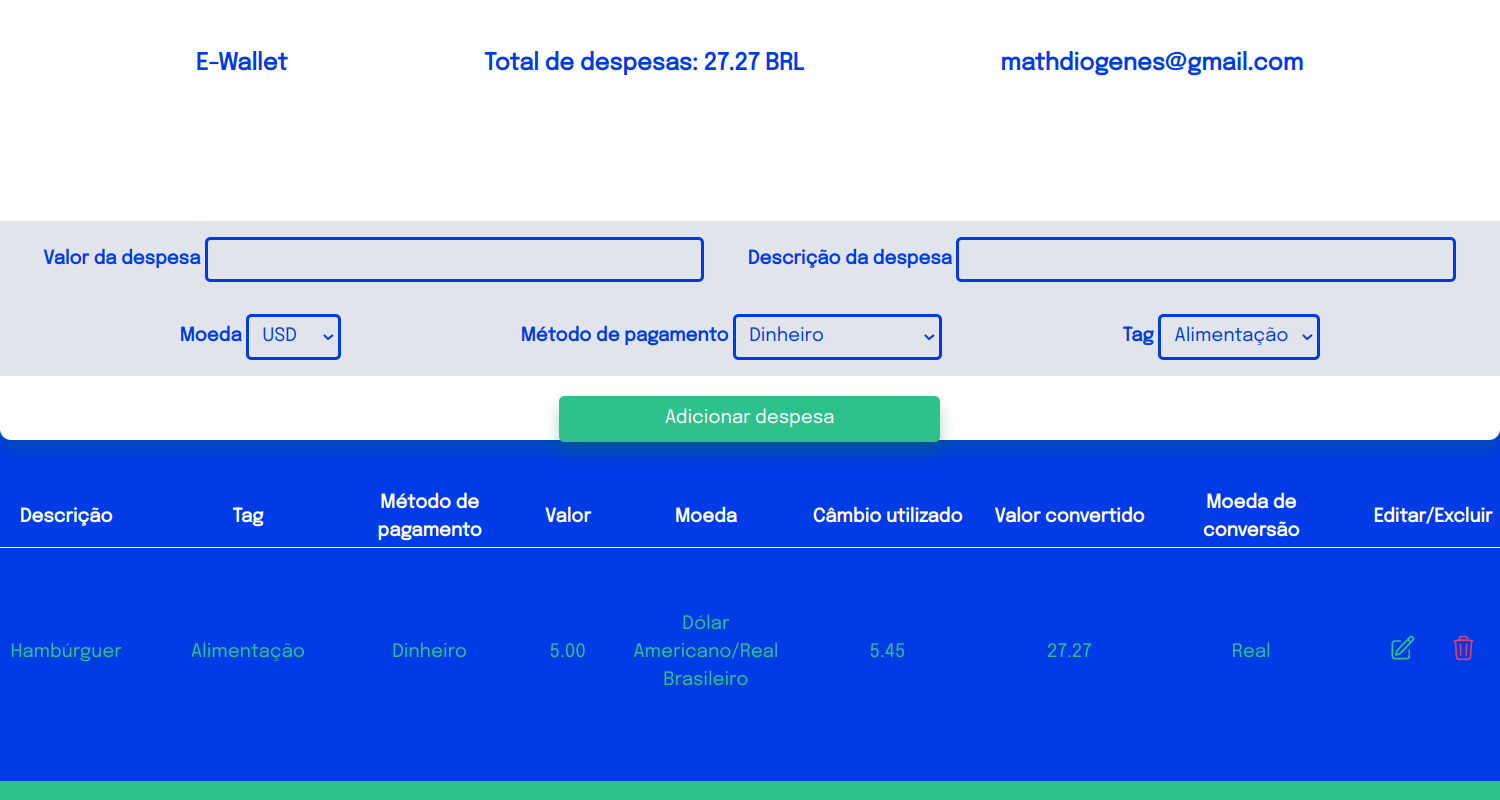 E-Wallet Total de despesas: 27.27 BRL mathdiogenes@gmail.com
Valor da despesa Descrição da despesa
Moeda USD Método de pagamento Dinheiro Tag Alimentação
Adicionar despesa
Descrição Tag Método de pagamento Valor Moeda Câmbio utilizado Valor convertido Moeda de conversão Editar/Excluir
Hambúrguer Alimentação Dinheiro 5.00 Dólar Americano/Real Brasileiro 5.45 27.27 Real